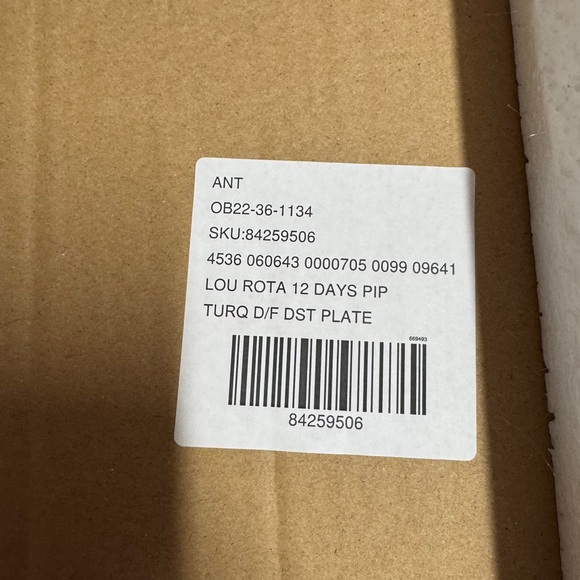 ANT
OB22-36-1134
SKU:84259506
4536 060643 0000705 0099 09641
LOU ROTA 12 DAYS PIP
TURQ D/F DST PLATE
669493
84259506